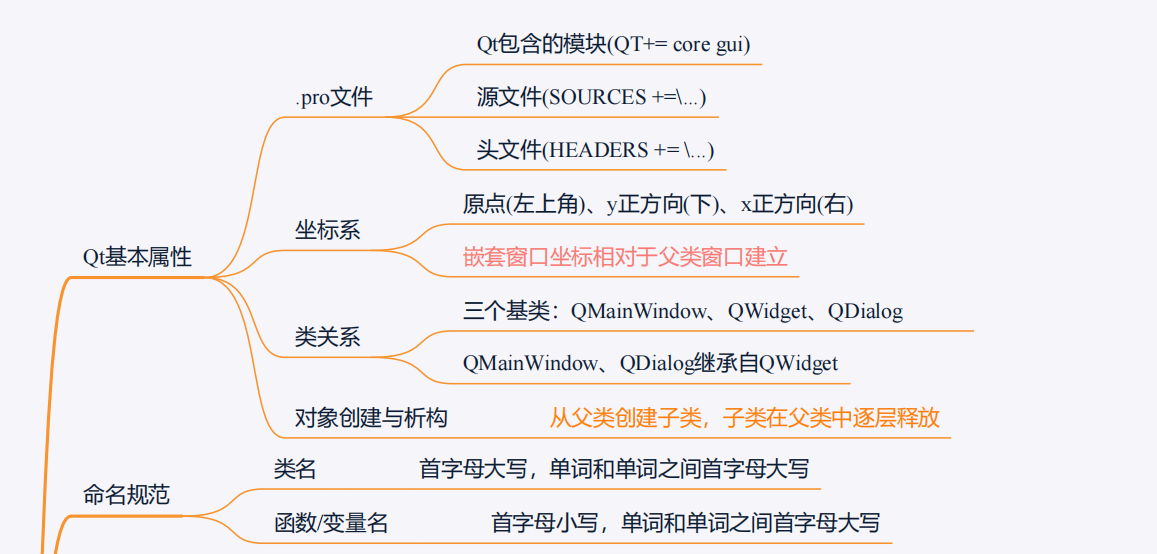 Qt基本属性
.pro文件
Qt包含的模块(QT+= core gui)
源文件(SOURCES +=\...)
头文件(HEADERS += \...)
坐标系
原点(左上角)、y正方向(下)、x正方向(右)
嵌套窗口坐标相对于父类窗口建立
类关系
三个基类：QMainWindow、QWidget、QDialog
QMainWindow、QDialog继承自QWidget
对象创建与析构
从父类创建子类，子类在父类中逐层释放
命名规范
类名
首字母大写，单词和单词之间首字母大写
函数/变量名
首字母小写，单词和单词之间首字母大写